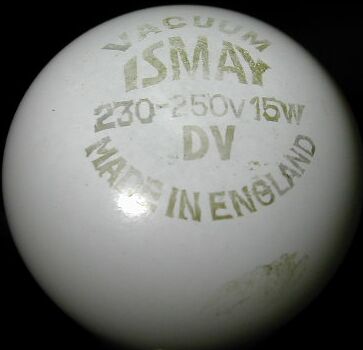 VACUUM
ISMAY
230-250V 15W
DV
MADE IN ENGLAND